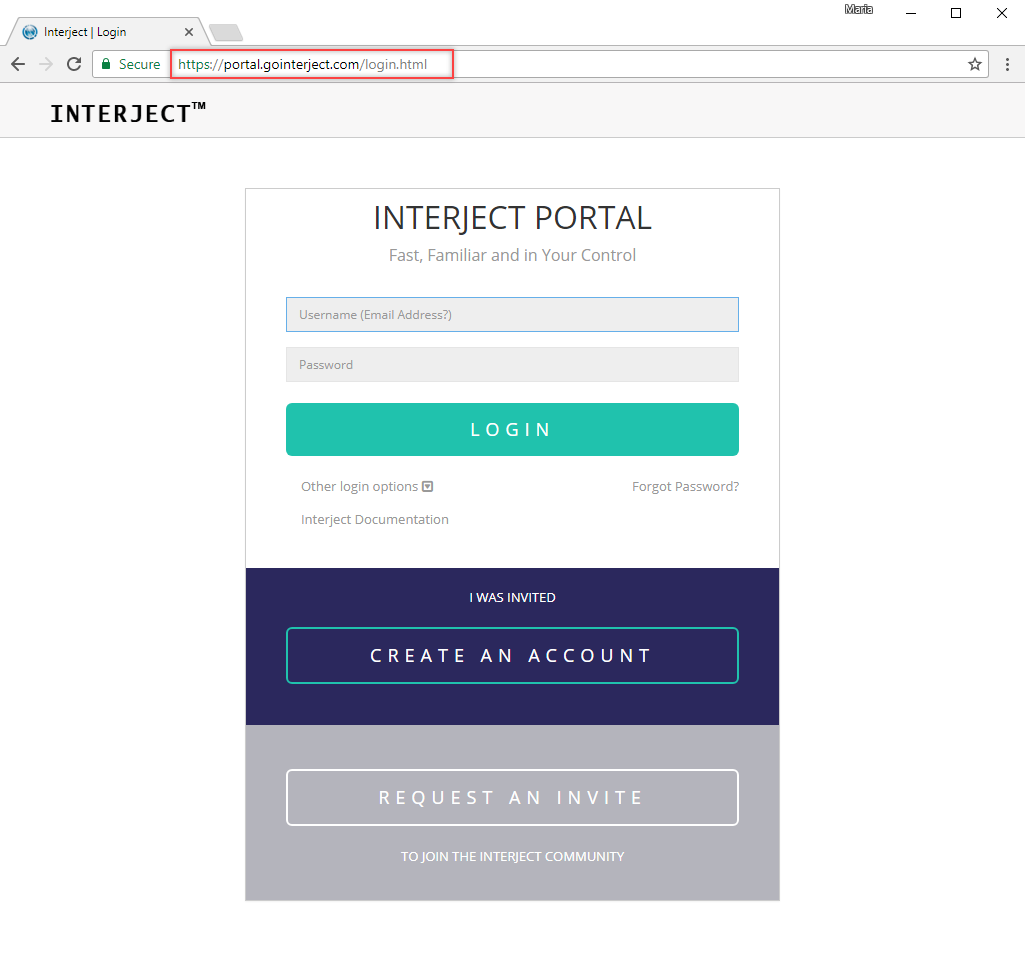 Maria
Interject | Login
Secure https://portal.gointerject.com/login.html
INTERJECT™
INTERJECT PORTAL
Fast, Familiar and in Your Control
Username (Email Address?)
Password
LOGIN
Other login options Forgot Password?
Interject Documentation
I WAS INVITED
CREATE AN ACCOUNT
REQUEST AN INVITE
TO JOIN THE INTERJECT COMMUNITY